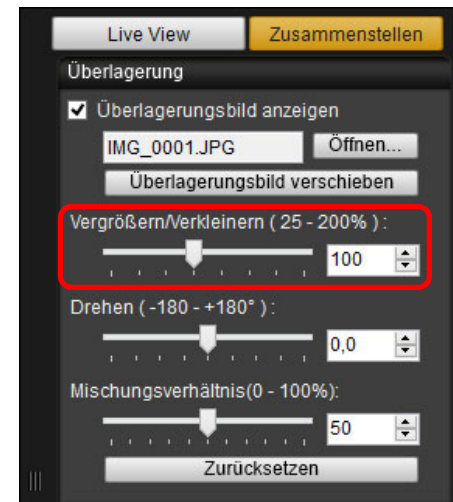 Live View Zusammenstellen
Überlagerung
Überlagerungsbild anzeigen
IMG_0001.JPG Öffnen...
Überlagerungsbild verschieben
Vergrößern/Verkleinern ( 25 - 200% ) :
100
Drehen ( -180 - +180° ) :
0,0
Mischungsverhältnis(0 - 100%):
50
Zurücksetzen